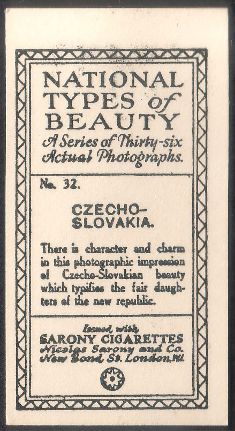 NATIONAL
TYPES of
BEAUTY
A Series of Thirty-six
Actual Photographs.
No. 32.
CZECHO-
SLOVAKIA.
There is character and charm
in this photographic impression
of Czecho-Slovakian beauty
which typifies the fair daugh-
ters of the new republic.
Issued with
SARONY CIGARETTES
Nicolas Sarony and Co.
New Bond St. London, W.1.